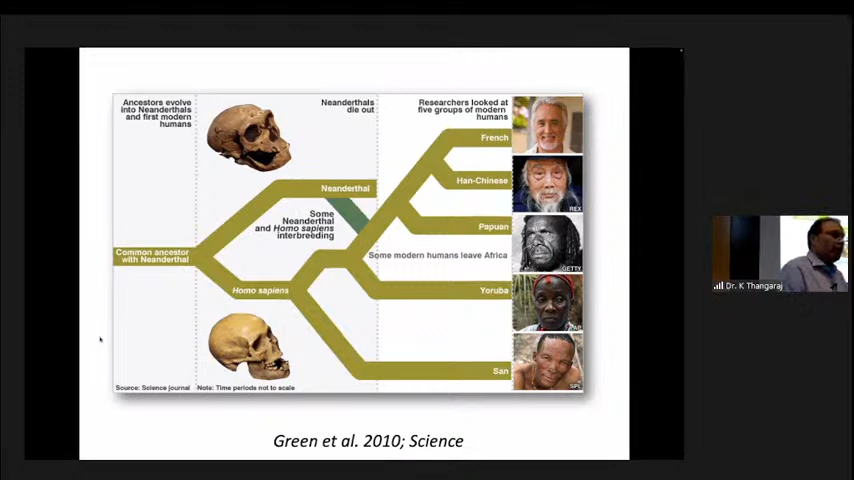 Ancestors evolve
into Neanderthals
and first modern
humans
Neanderthals
die out
Researchers looked at
five groups of modern
humans
French
Han-Chinese
REX
Neanderthal
Some
Neanderthal
and Homo sapiens
interbreeding
Papuan
Common ancestor
with Neanderthal
Some modern humans leave Africa
GETTY
Homo sapiens
Yoruba
San
SPL
Source: Science journal
Note: Time periods not to scale
Green et al. 2010; Science
Dr. K Thangaraj